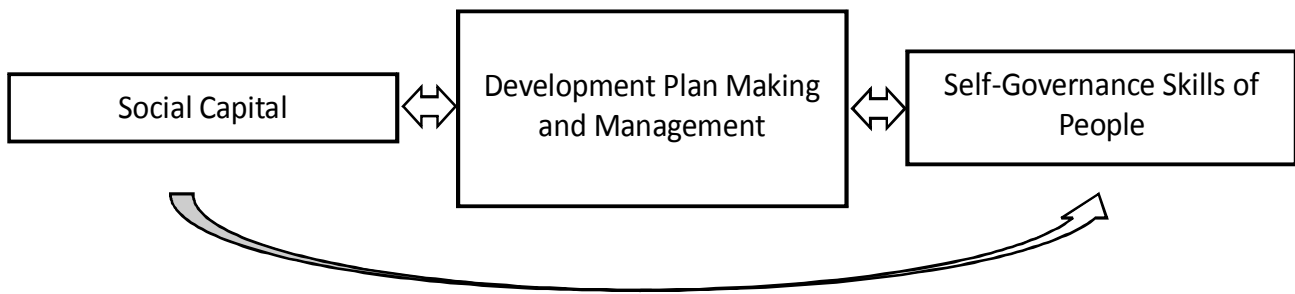 Social Capital
Development Plan Making
and Management
Self-Governance Skills of
People